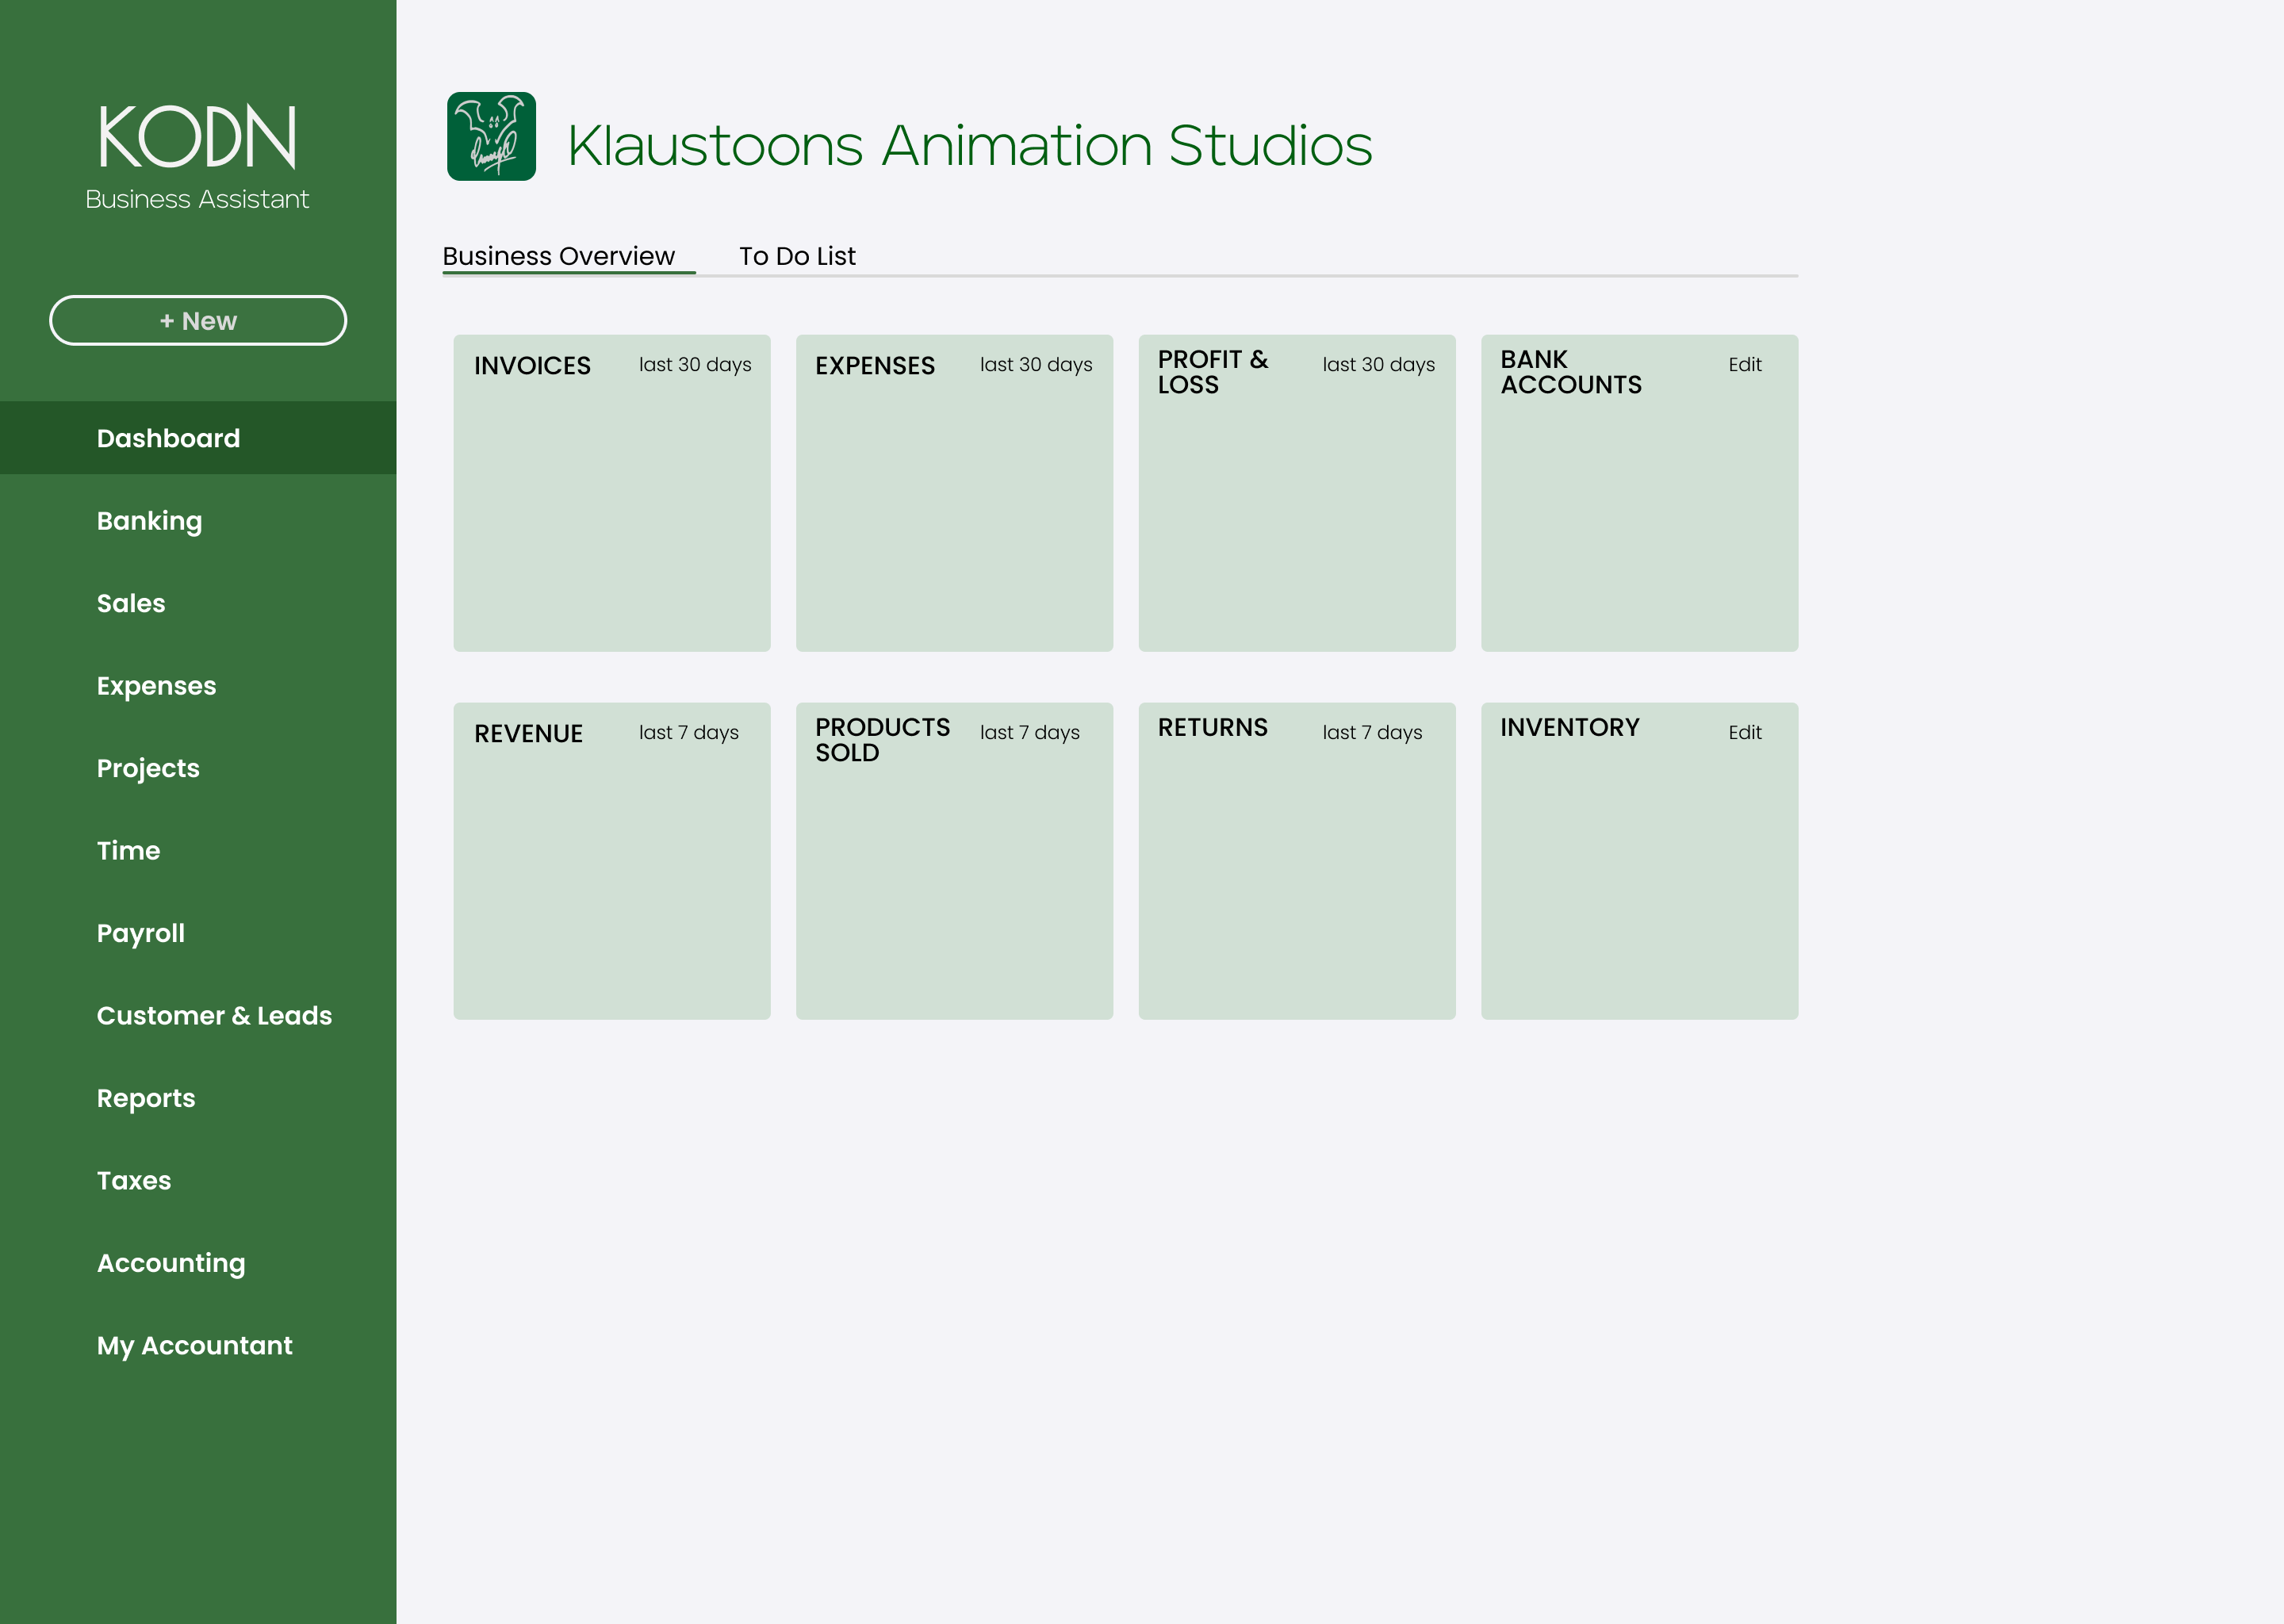 KODN
Business Assistant
+ New
Dashboard
Banking
Sales
Expenses
Projects
Time
Payroll
Customer & Leads
Reports
Taxes
Accounting
My Accountant
Klaustoons Animation Studios
Business Overview
To Do List
INVOICES
last 30 days
EXPENSES
last 30 days
PROFIT &
LOSS
last 30 days
BANK
ACCOUNTS
Edit
REVENUE
last 7 days
PRODUCTS
SOLD
last 7 days
RETURNS
last 7 days
INVENTORY
Edit